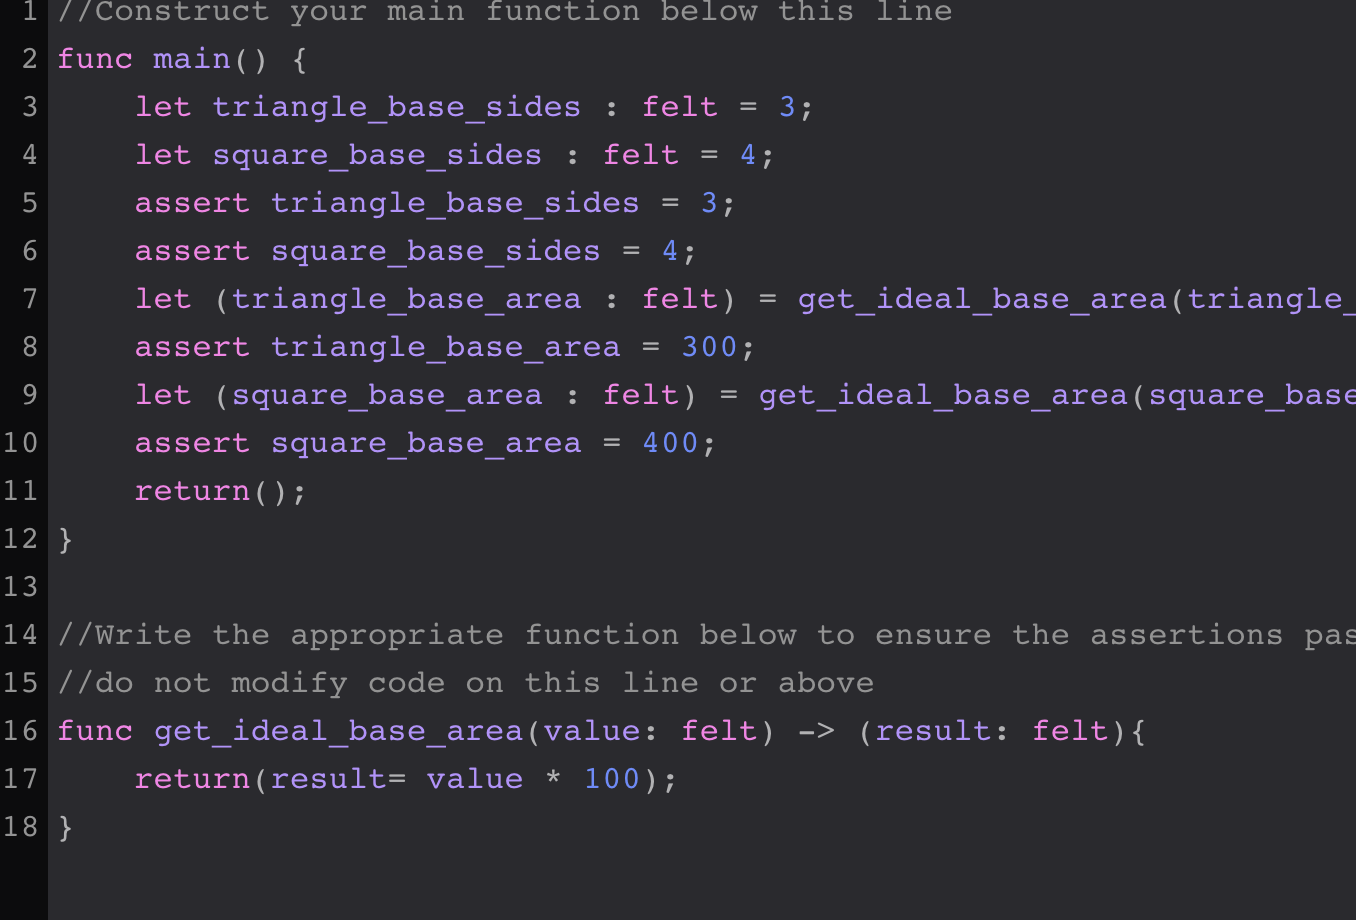 1 //Construct your main function below this line
2 func main() {
3     let triangle_base_sides : felt = 3;
4     let square_base_sides : felt = 4;
5     assert triangle_base_sides = 3;
6     assert square_base_sides = 4;
7     let (triangle_base_area : felt) = get_ideal_base_area(triangle_
8     assert triangle_base_area = 300;
9     let (square_base_area : felt) = get_ideal_base_area(square_base
10     assert square_base_area = 400;
11     return();
12 }
13
14 //Write the appropriate function below to ensure the assertions pas
15 //do not modify code on this line or above
16 func get_ideal_base_area(value: felt) -> (result: felt){
17     return(result= value * 100);
18 }